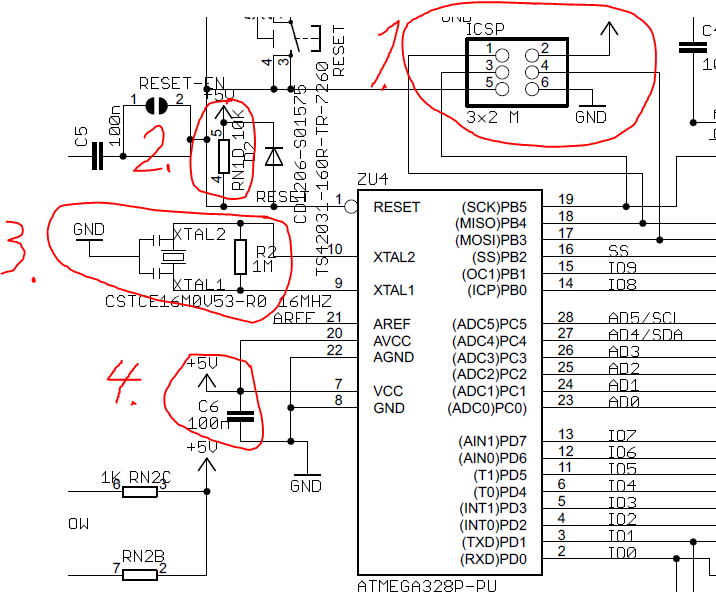 1.
GND
ICSP
1 2
3 4
5 6
3x2 M
GND
RESET
4 3
TS42031-160R-TR-7260
CD1206-S01575
RESET-EN
1 2
+5V
C5
100n
2.
5
4
RN1D 10K
D2
RESET
ZU4
3.
GND
XTAL2
XTAL1
R2
1M
CSTCE16M0V53-R0 16MHZ
AREF
1 RESET
10 XTAL2
9 XTAL1
21 AREF
20 AVCC
22 AGND
7 VCC
8 GND
(SCK)PB5 19
(MISO)PB4 18
(MOSI)PB3 17
(SS)PB2 16 SS
(OC1)PB1 15 IO9
(ICP)PB0 14 IO8
(ADC5)PC5 28 AD5/SCL
(ADC4)PC4 27 AD4/SDA
(ADC3)PC3 26 AD3
(ADC2)PC2 25 AD2
(ADC1)PC1 24 AD1
(ADC0)PC0) 23 AD0
(AIN1)PD7 13 IO7
(AIN0)PD6 12 IO6
(T1)PD5 11 IO5
(T0)PD4 6 IO4
(INT1)PD3 5 IO3
(INT0)PD2 4 IO2
(TXD)PD1 3 IO1
(RXD)PD0 2 IO0
ATMEGA328P-PU
4.
+5V
C6
100n
+5V
GND
1K RN2C
6 3
OW
RN2B
7 2